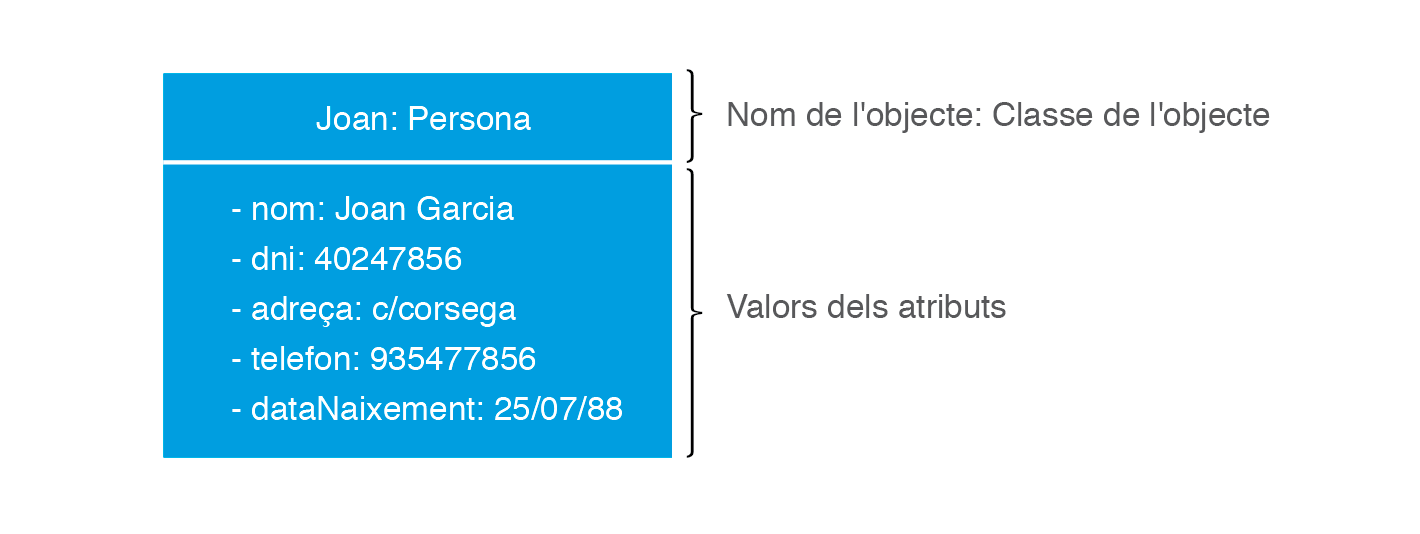 Joan: Persona
Nom de l'objecte: Classe de l'objecte
- nom: Joan Garcia
- dni: 40247856
- adreça: c/corsega
- telefon: 935477856
- dataNaixement: 25/07/88
Valors dels atributs